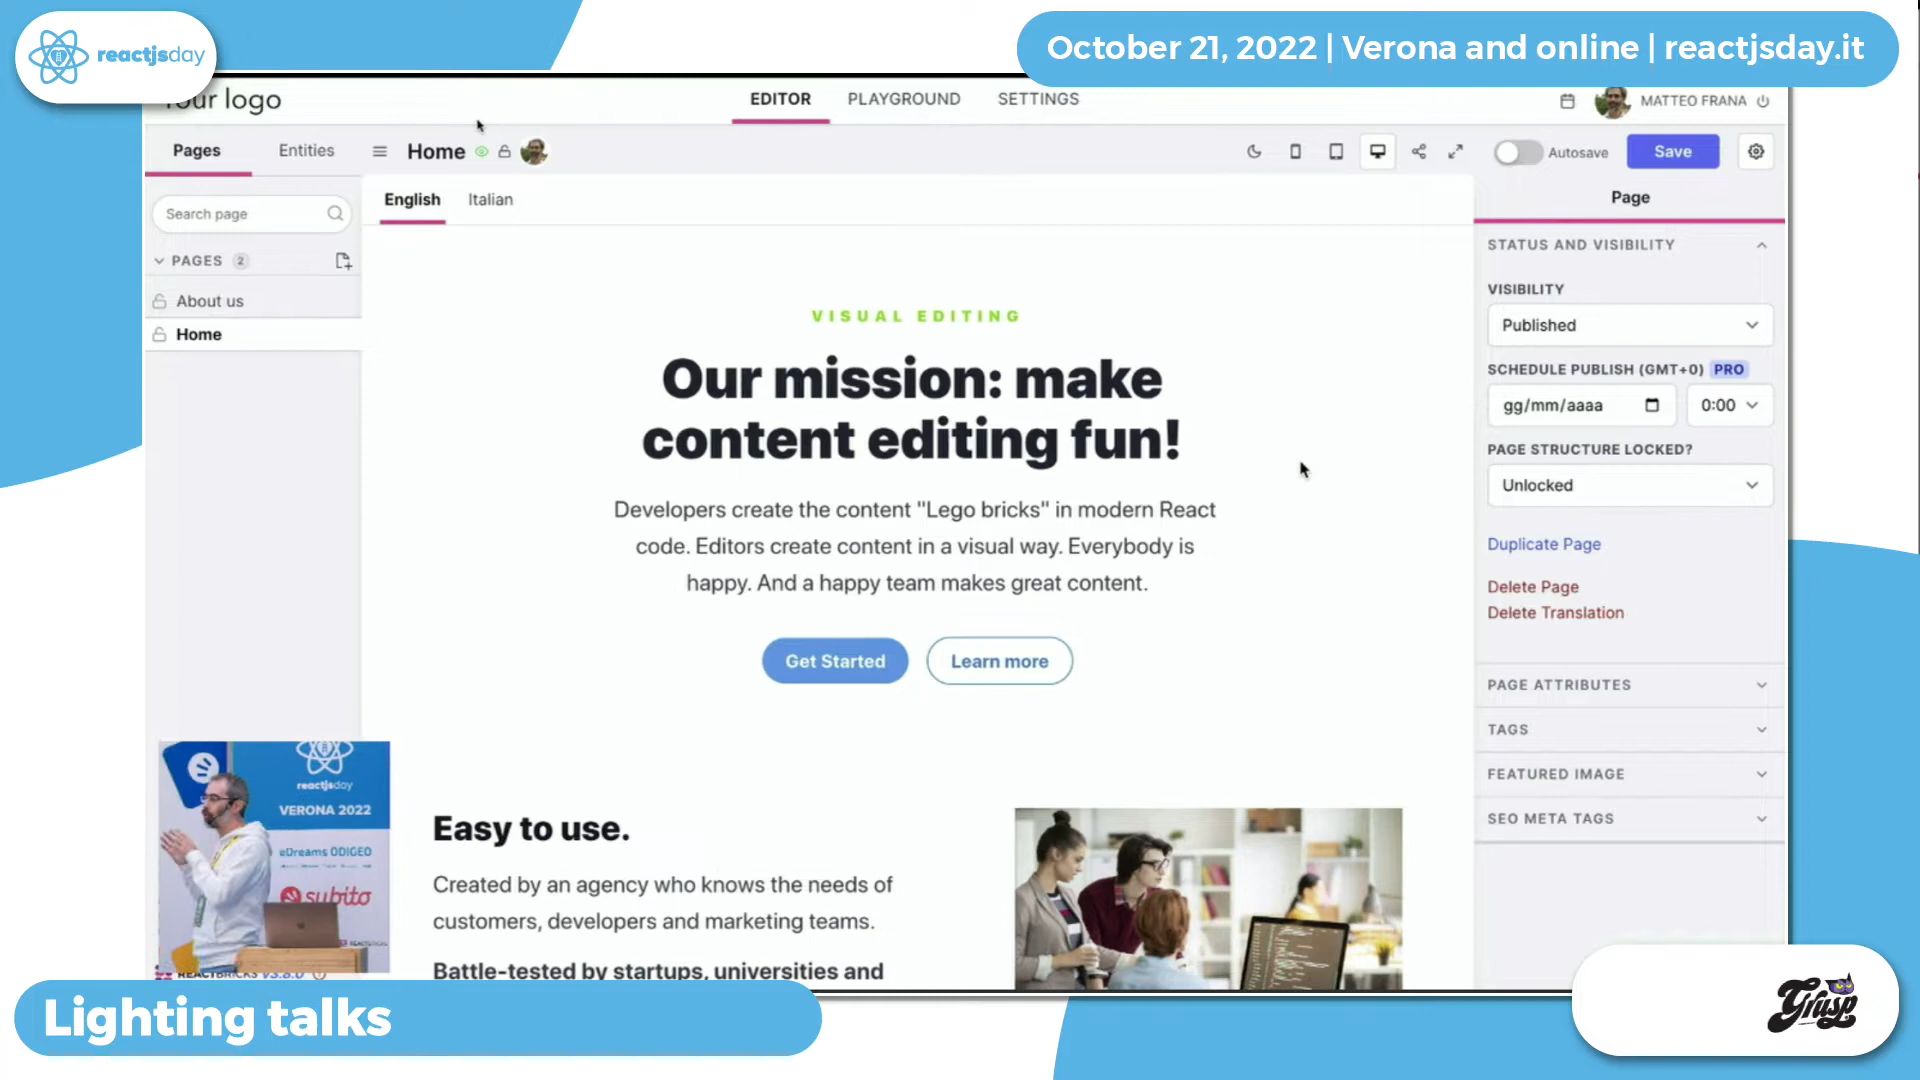 reactjsday
October 21, 2022 | Verona and online | reactjsday.it
Your logo
EDITOR
PLAYGROUND
SETTINGS
MATTEO FRANA
Pages
Entities
Home
Autosave
Save
English
Italian
Page
Search page
PAGES 2
About us
Home
STATUS AND VISIBILITY
VISIBILITY
Published
SCHEDULE PUBLISH (GMT+0) PRO
gg/mm/aaaa
0:00
PAGE STRUCTURE LOCKED?
Unlocked
Duplicate Page
Delete Page
Delete Translation
PAGE ATTRIBUTES
TAGS
FEATURED IMAGE
SEO META TAGS
VISUAL EDITING
Our mission: make
content editing fun!
Developers create the content "Lego bricks" in modern React
code. Editors create content in a visual way. Everybody is
happy. And a happy team makes great content.
Get Started
Learn more
Easy to use.
Created by an agency who knows the needs of
customers, developers and marketing teams.
Battle-tested by startups, universities and
reactjsday
VERONA 2022
eDreams ODIGEO
subito
REACTBRICKS v3.8.0
Lighting talks
Grusp